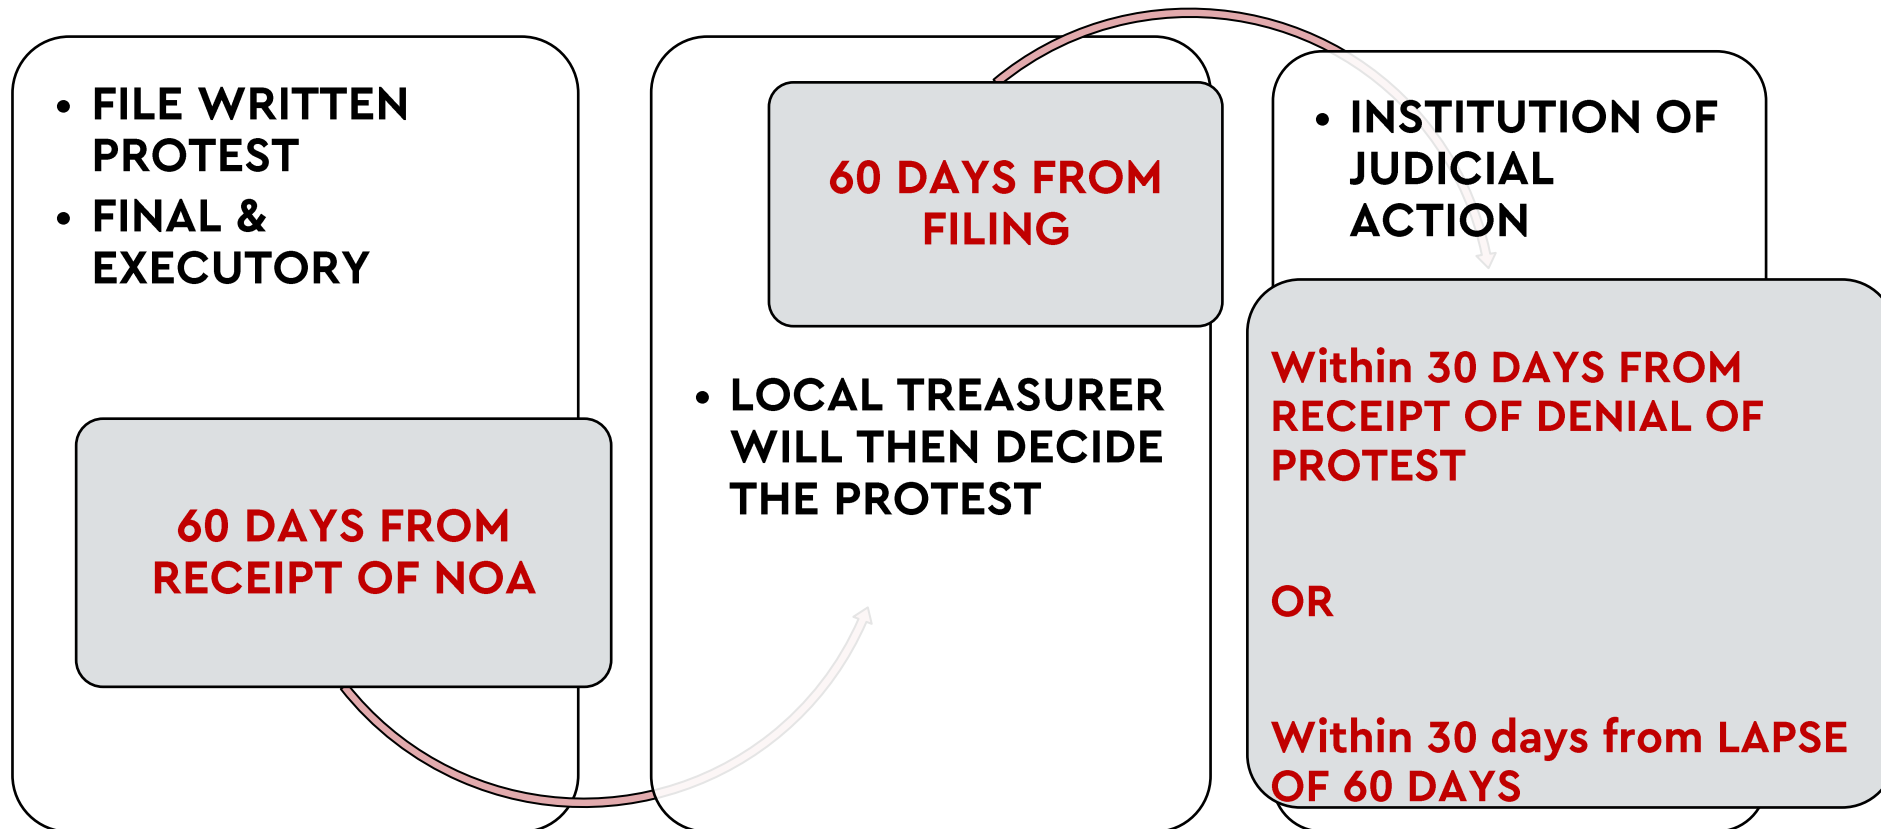 • FILE WRITTEN
PROTEST
• FINAL &
EXECUTORY
60 DAYS FROM
RECEIPT OF NOA
60 DAYS FROM
FILING
• LOCAL TREASURER
WILL THEN DECIDE
THE PROTEST
• INSTITUTION OF
JUDICIAL
ACTION
Within 30 DAYS FROM
RECEIPT OF DENIAL OF
PROTEST
OR
Within 30 days from LAPSE
OF 60 DAYS